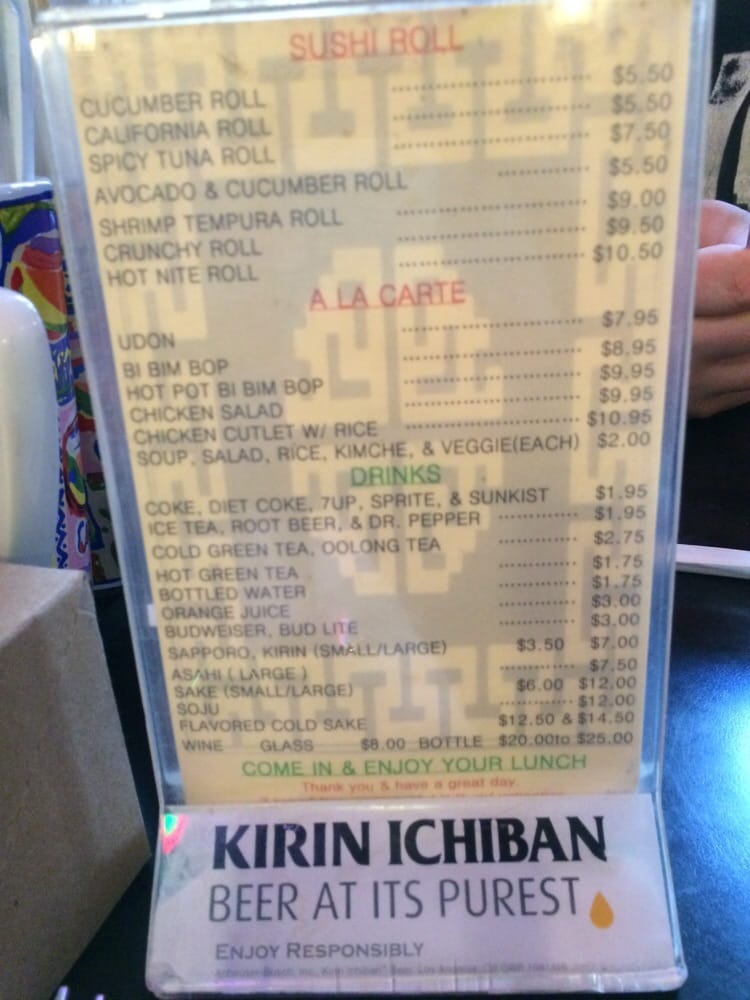 SUSHI ROLL
CUCUMBER ROLL ........................ $5.50
CALIFORNIA ROLL ........................ $5.50
SPICY TUNA ROLL ........................ $7.50
AVOCADO & CUCUMBER ROLL ............ $5.50
SHRIMP TEMPURA ROLL ........................ $9.00
CRUNCHY ROLL ........................ $9.50
HOT NITE ROLL ........................ $10.50
A LA CARTE
UDON ........................ $7.95
BI BIM BOP ........................ $8.95
HOT POT BI BIM BOP ........................ $9.95
CHICKEN SALAD ........................ $9.95
CHICKEN CUTLET W/ RICE ........................ $10.95
SOUP, SALAD, RICE, KIMCHE, & VEGGIE(EACH) $2.00
DRINKS
COKE, DIET COKE, 7UP, SPRITE, & SUNKIST $1.95
ICE TEA, ROOT BEER, & DR. PEPPER ............ $1.95
COLD GREEN TEA, OOLONG TEA ............ $2.75
HOT GREEN TEA ............ $1.75
BOTTLED WATER ............ $1.75
ORANGE JUICE ............ $3.00
BUDWEISER, BUD LITE ............ $3.00
SAPPORO, KIRIN (SMALL/LARGE) $3.50 $7.00
ASAHI ( LARGE ) ............ $7.50
SAKE (SMALL/LARGE) $6.00 $12.00
SOJU ............ $12.00
FLAVORED COLD SAKE $12.50 & $14.50
WINE GLASS $8.00 BOTTLE $20.00to $25.00
COME IN & ENJOY YOUR LUNCH
Thank you & have a great day.
KIRIN ICHIBAN
BEER AT ITS PUREST
ENJOY RESPONSIBLY